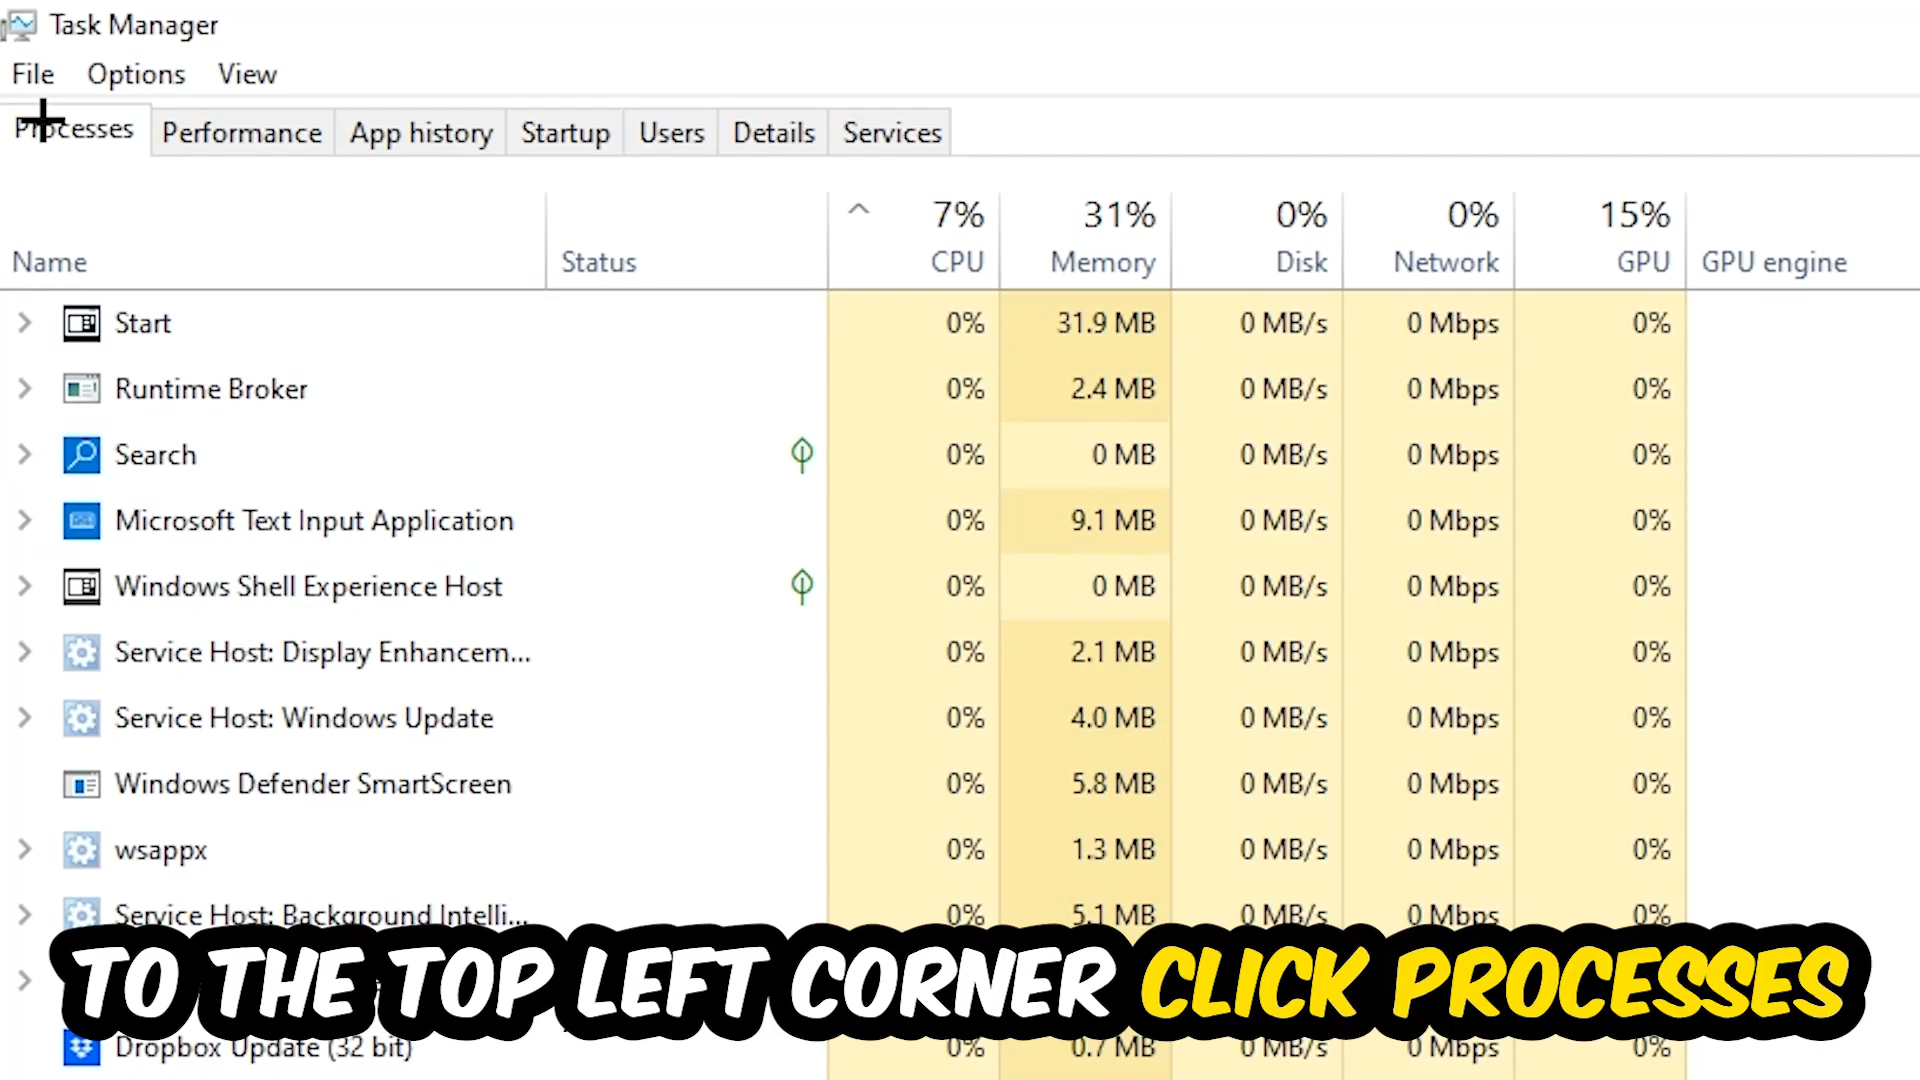 Task Manager
File Options View
Processes Performance App history Startup Users Details Services
7% 31% 0% 0% 15%
Name Status CPU Memory Disk Network GPU GPU engine
Start 0% 31.9 MB 0 MB/s 0 Mbps 0%
Runtime Broker 0% 2.4 MB 0 MB/s 0 Mbps 0%
Search 0% 0 MB 0 MB/s 0 Mbps 0%
Microsoft Text Input Application 0% 9.1 MB 0 MB/s 0 Mbps 0%
Windows Shell Experience Host 0% 0 MB 0 MB/s 0 Mbps 0%
Service Host: Display Enhancem... 0% 2.1 MB 0 MB/s 0 Mbps 0%
Service Host: Windows Update 0% 4.0 MB 0 MB/s 0 Mbps 0%
Windows Defender SmartScreen 0% 5.8 MB 0 MB/s 0 Mbps 0%
wsappx 0% 1.3 MB 0 MB/s 0 Mbps 0%
Service Host: Background Intelli... 0% 5.1 MB 0 MB/s 0 Mbps 0%
TO THE TOP LEFT CORNER CLICK PROCESSES
Dropbox Update (32 bit) 0% 0.7 MB 0 MB/s 0 Mbps 0%